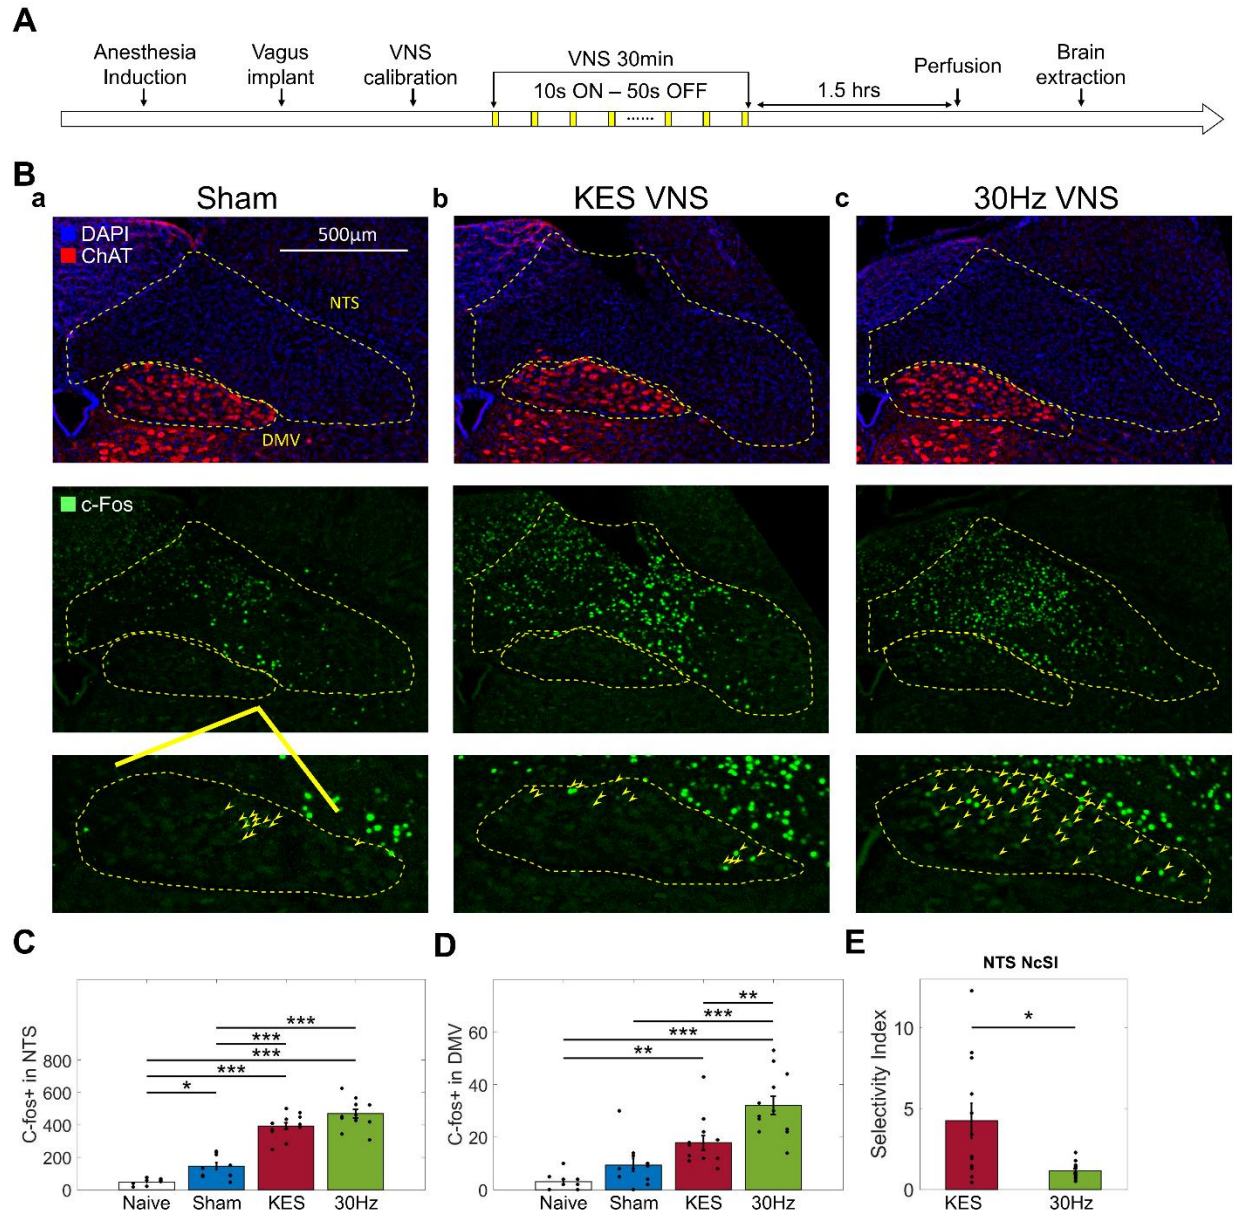 A
Anesthesia
Induction
Vagus
implant
VNS
calibration
VNS 30min
10s ON – 50s OFF
......
1.5 hrs
Perfusion
Brain
extraction
B
a
Sham
b
KES VNS
c
30Hz VNS
DAPI
ChAT
500μm
NTS
DMV
c-Fos
C
C-fos+ in NTS
800
600
400
200
0
***
***
***
***
*
Naive Sham KES 30Hz
D
C-fos+ in DMV
60
40
20
0
**
***
***
**
Naive Sham KES 30Hz
E
NTS NcSI
Selectivity Index
10
5
0
*
KES 30Hz